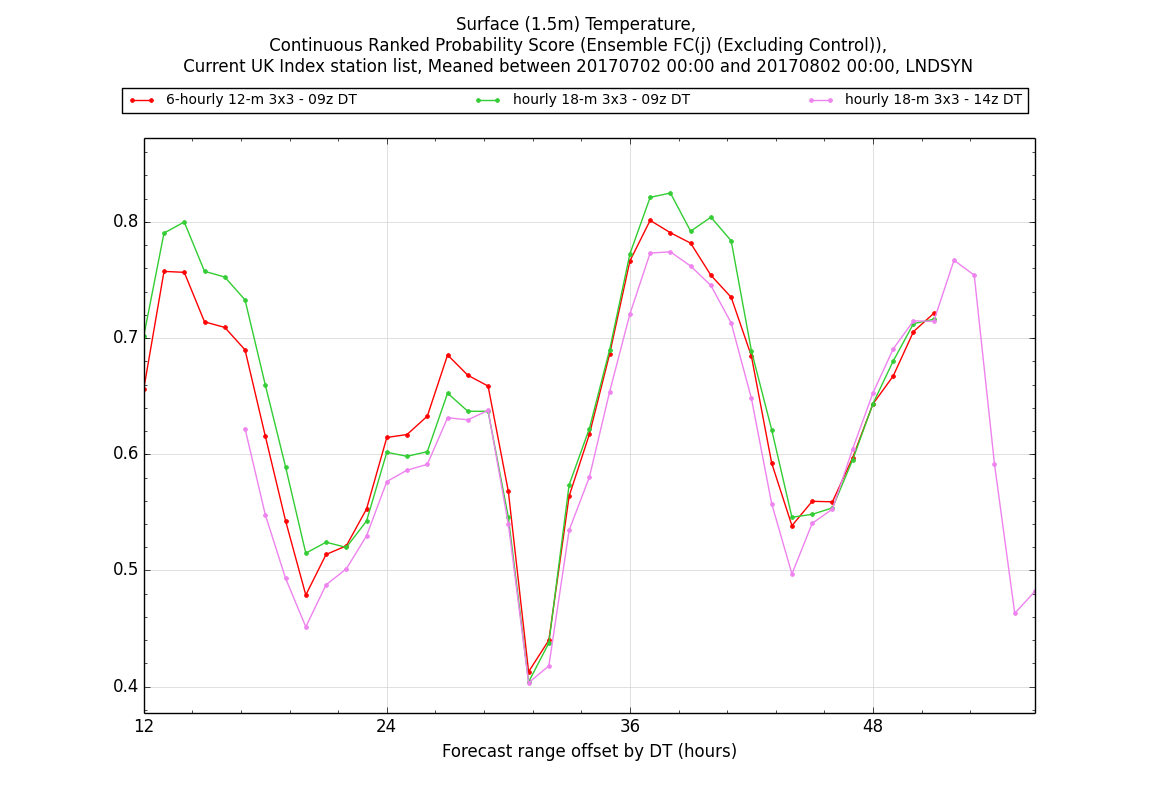 Surface (1.5m) Temperature,
Continuous Ranked Probability Score (Ensemble FC(j) (Excluding Control)),
Current UK Index station list, Meaned between 20170702 00:00 and 20170802 00:00, LNDSYN
6-hourly 12-m 3x3 - 09z DT hourly 18-m 3x3 - 09z DT hourly 18-m 3x3 - 14z DT
0.8
0.7
0.6
0.5
0.4
12 24 36 48
Forecast range offset by DT (hours)